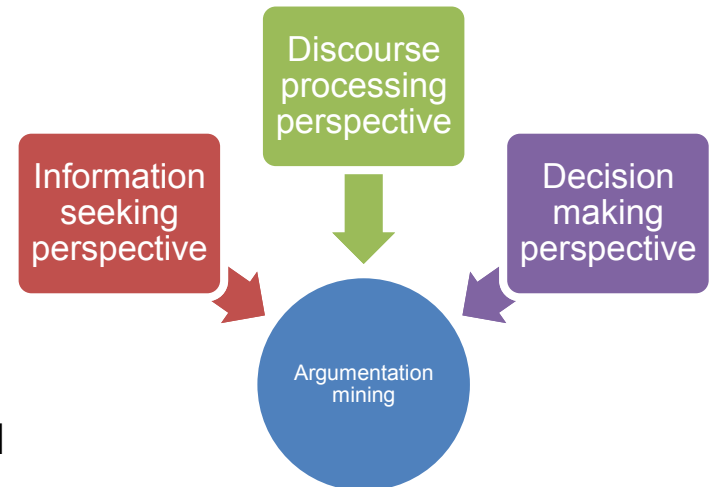 Discourse
processing
perspective
Information
seeking
perspective
Decision
making
perspective
Argumentation
mining